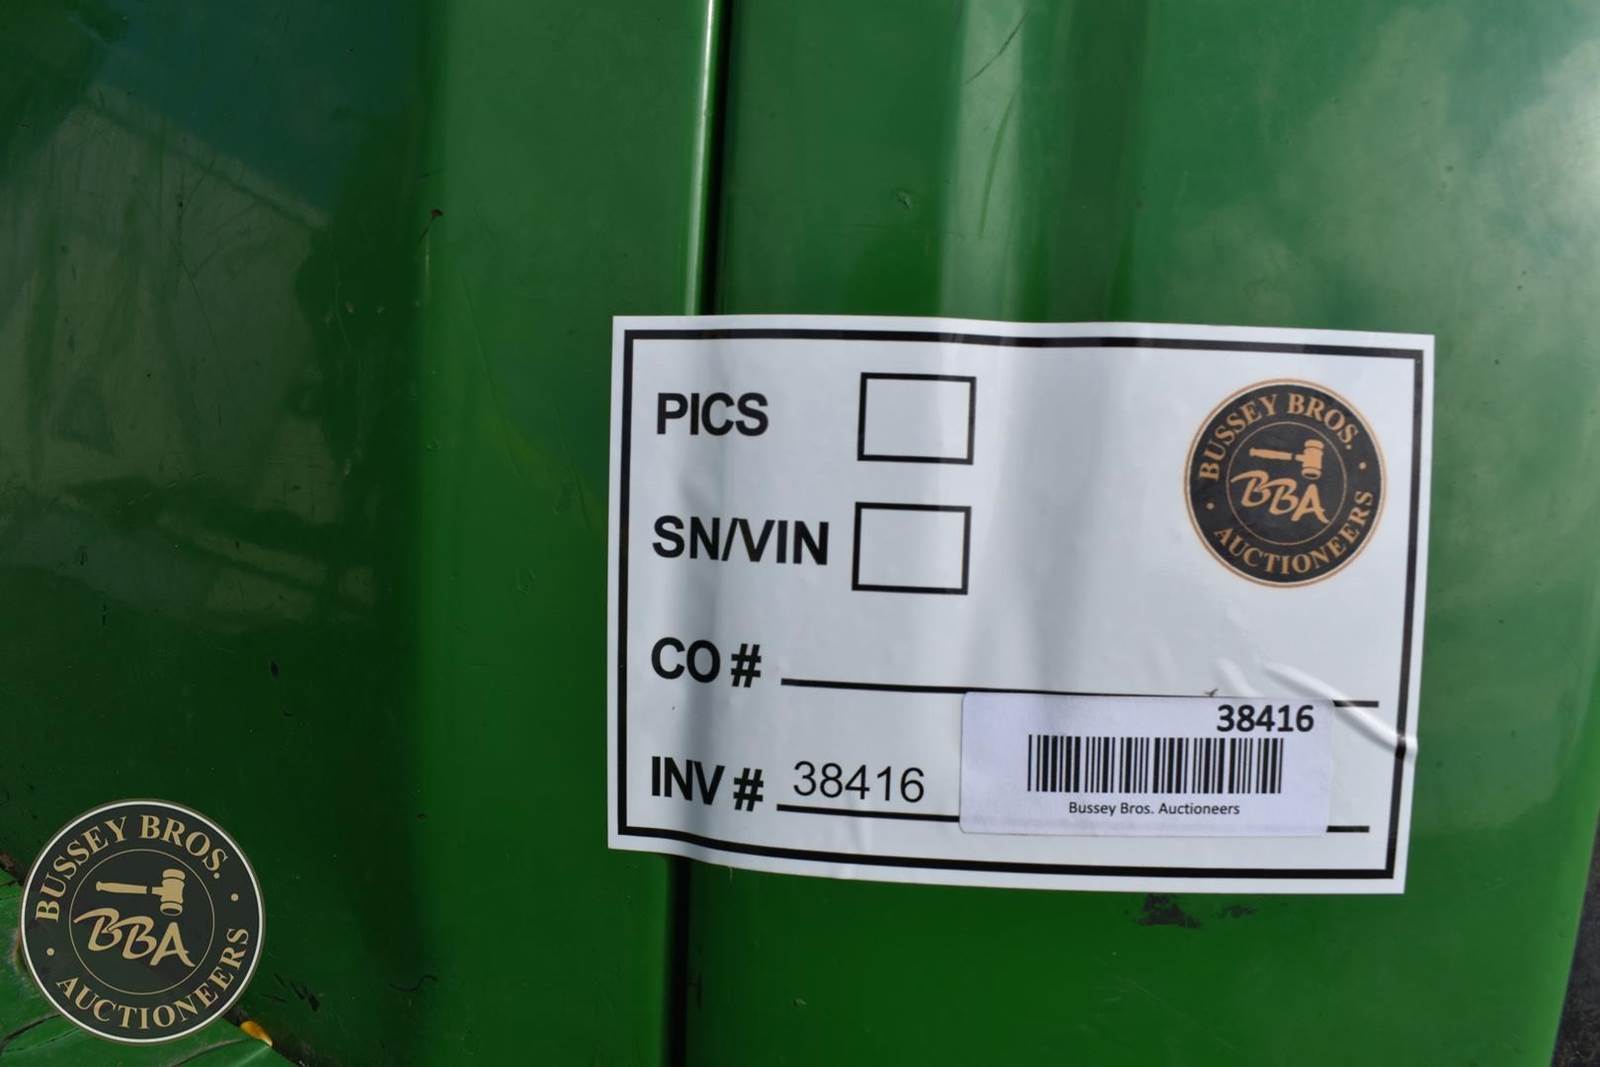 PICS
BUSSEY BROS.
BBA
AUCTIONEERS
SN/VIN
CO #
38416
INV # 38416
Bussey Bros. Auctioneers
BUSSEY BROS.
BBA
AUCTIONEERS